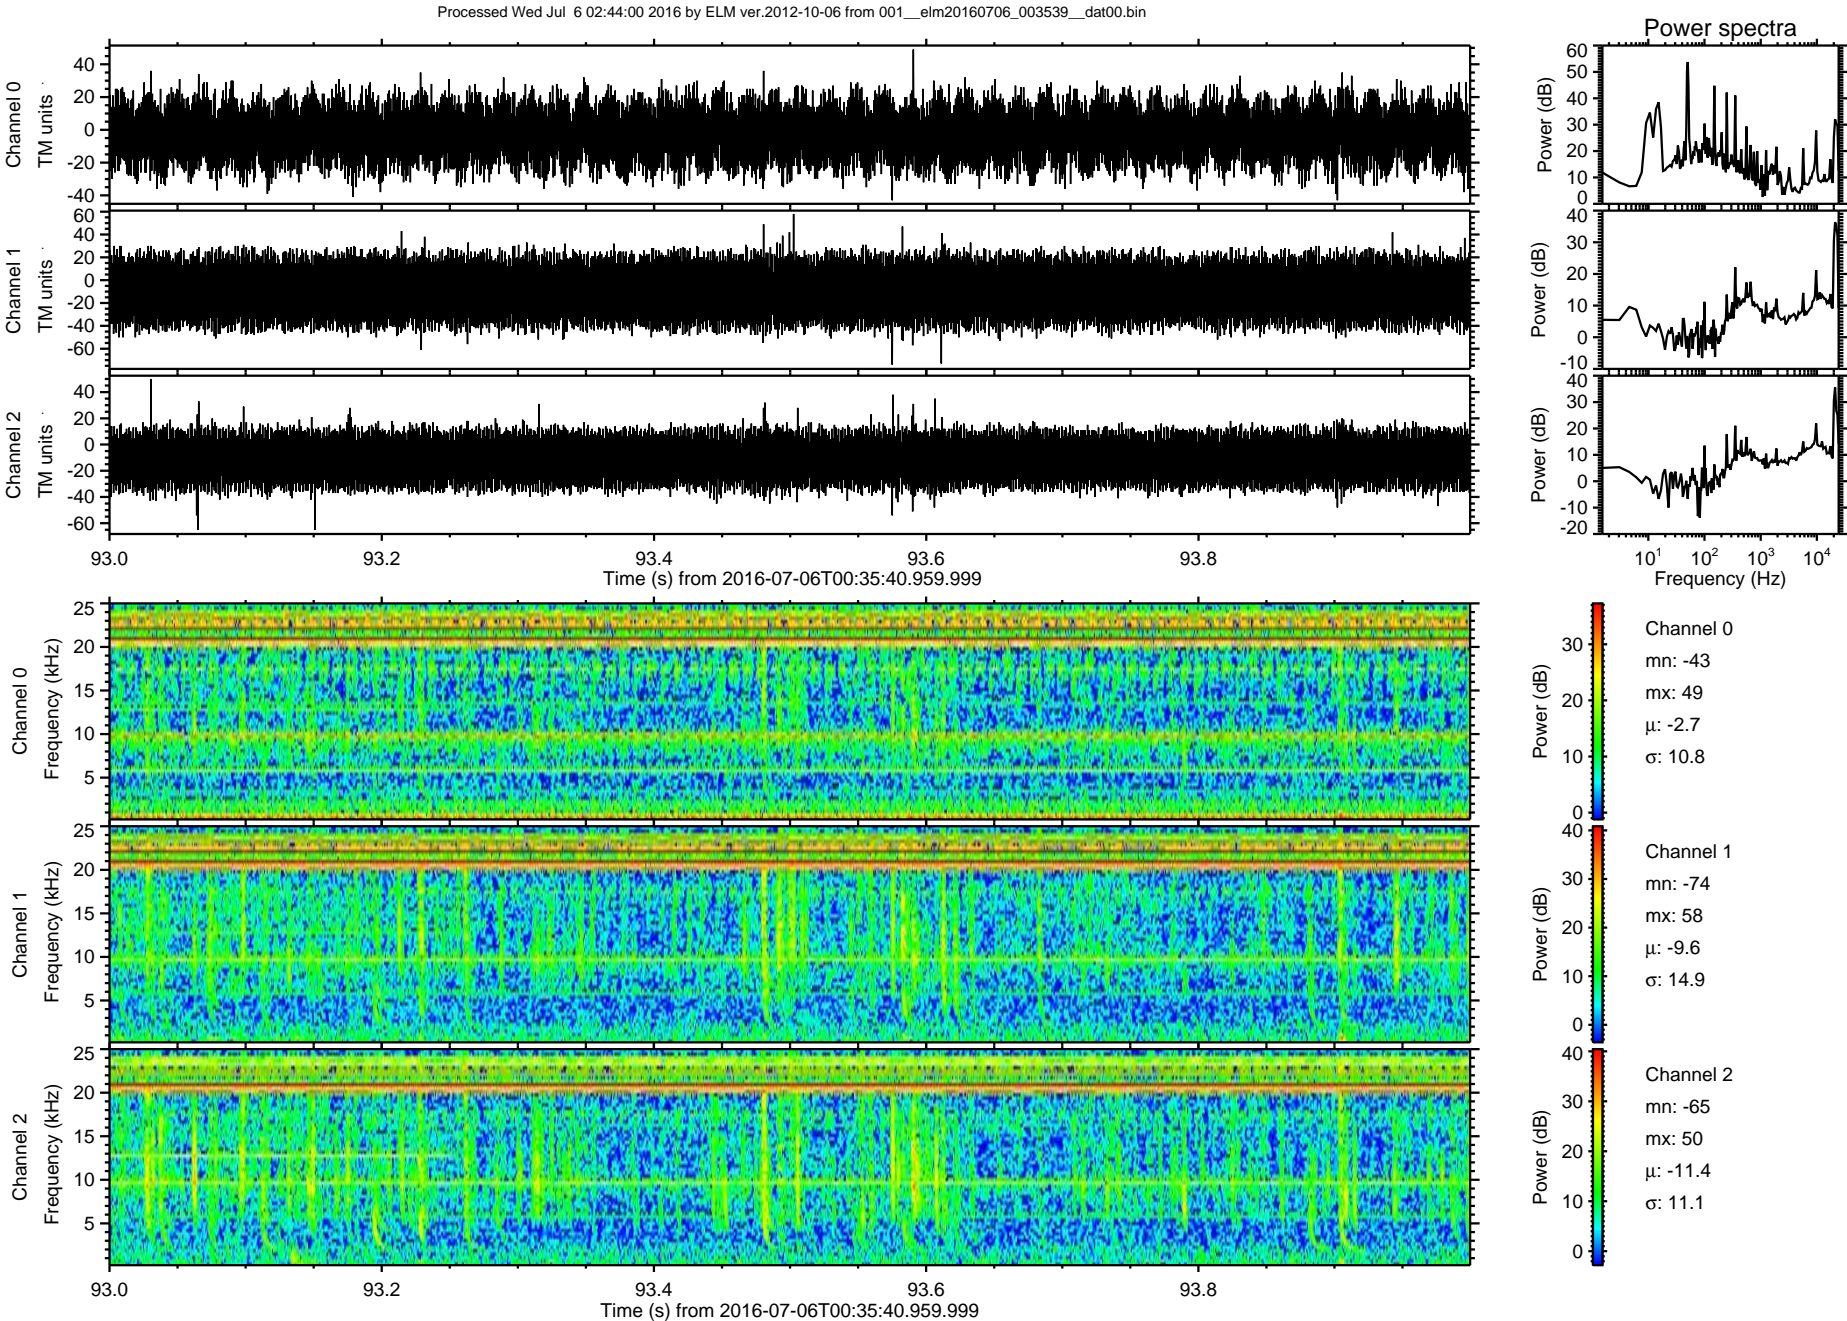 Processed Wed Jul  6 02:44:00 2016 by ELM ver.2012-10-06 from 001__elm20160706_003539__dat00.bin
Power spectra
Channel 0
TM units
40
20
0
-20
-40
Power (dB)
60
50
40
30
20
10
0
Channel 1
TM units
60
40
20
0
-20
-40
-60
Power (dB)
40
30
20
10
0
-10
Channel 2
TM units
40
20
0
-20
-40
-60
Power (dB)
40
30
20
10
0
-10
-20
93.0 93.2 93.4 93.6 93.8
Time (s) from 2016-07-06T00:35:40.959.999
10¹ 10² 10³ 10⁴
Frequency (Hz)
Channel 0
Frequency (kHz)
25
20
15
10
5
Power (dB)
30
20
10
0
Channel 0
mn: -43
mx: 49
μ: -2.7
σ: 10.8
Channel 1
Frequency (kHz)
25
20
15
10
5
Power (dB)
40
30
20
10
0
Channel 1
mn: -74
mx: 58
μ: -9.6
σ: 14.9
Channel 2
Frequency (kHz)
25
20
15
10
5
Power (dB)
40
30
20
10
0
Channel 2
mn: -65
mx: 50
μ: -11.4
σ: 11.1
93.0 93.2 93.4 93.6 93.8
Time (s) from 2016-07-06T00:35:40.959.999